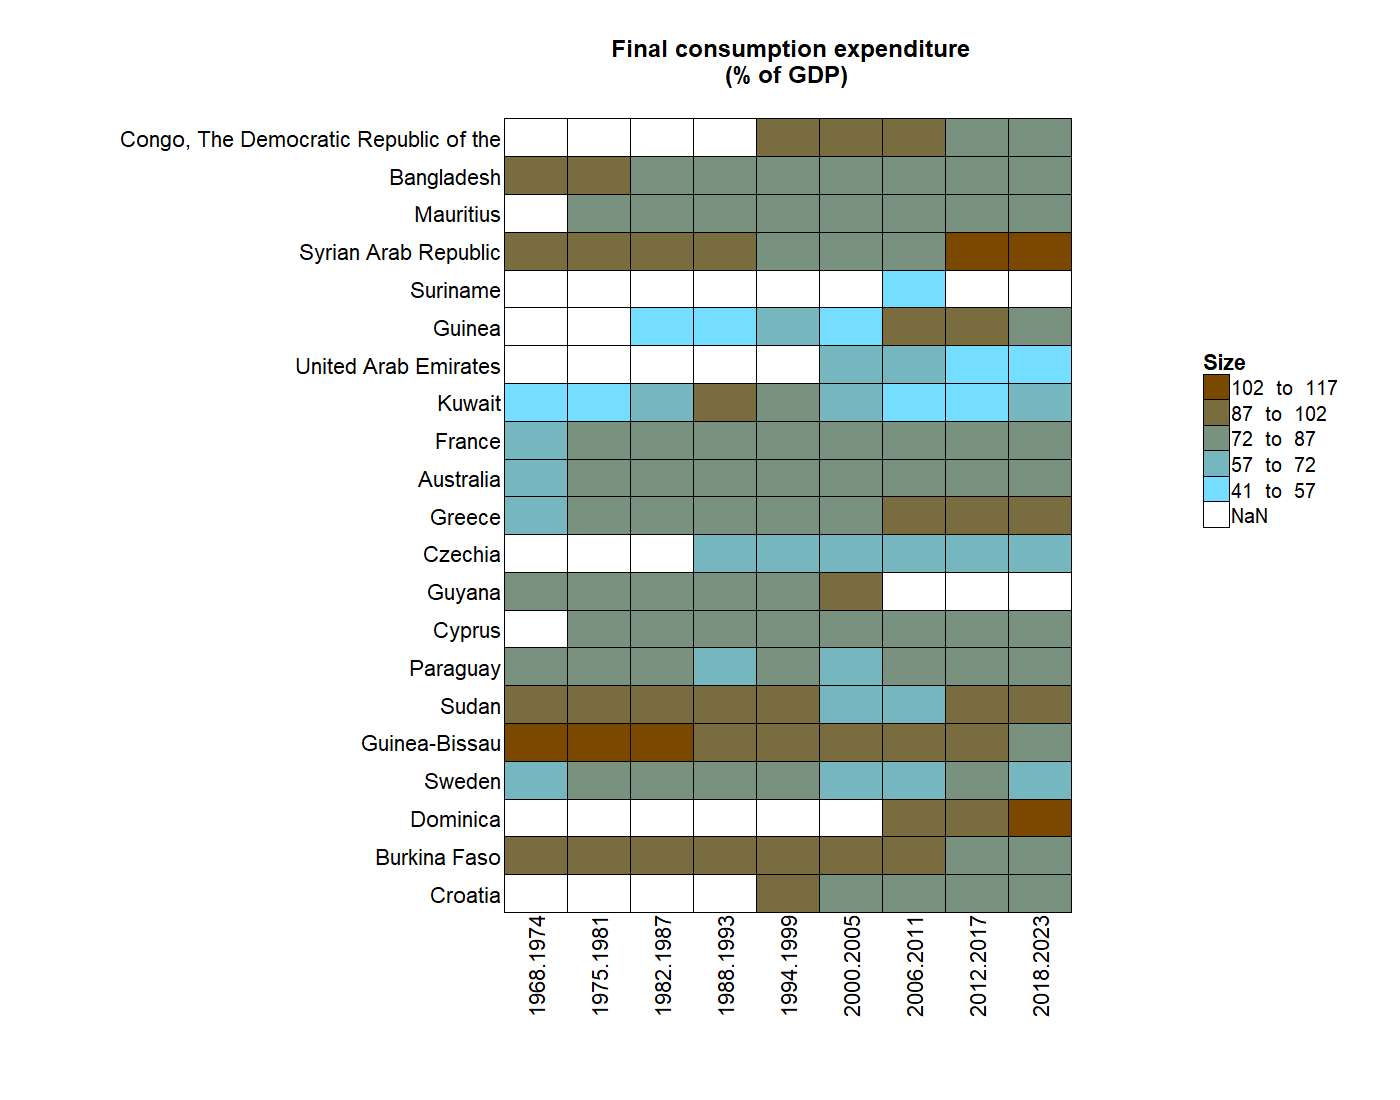 Final consumption expenditure
(% of GDP)
Congo, The Democratic Republic of the
Bangladesh
Mauritius
Syrian Arab Republic
Suriname
Guinea
United Arab Emirates
Kuwait
France
Australia
Greece
Czechia
Guyana
Cyprus
Paraguay
Sudan
Guinea-Bissau
Sweden
Dominica
Burkina Faso
Croatia
1968.1974
1975.1981
1982.1987
1988.1993
1994.1999
2000.2005
2006.2011
2012.2017
2018.2023
Size
102 to 117
87 to 102
72 to 87
57 to 72
41 to 57
NaN